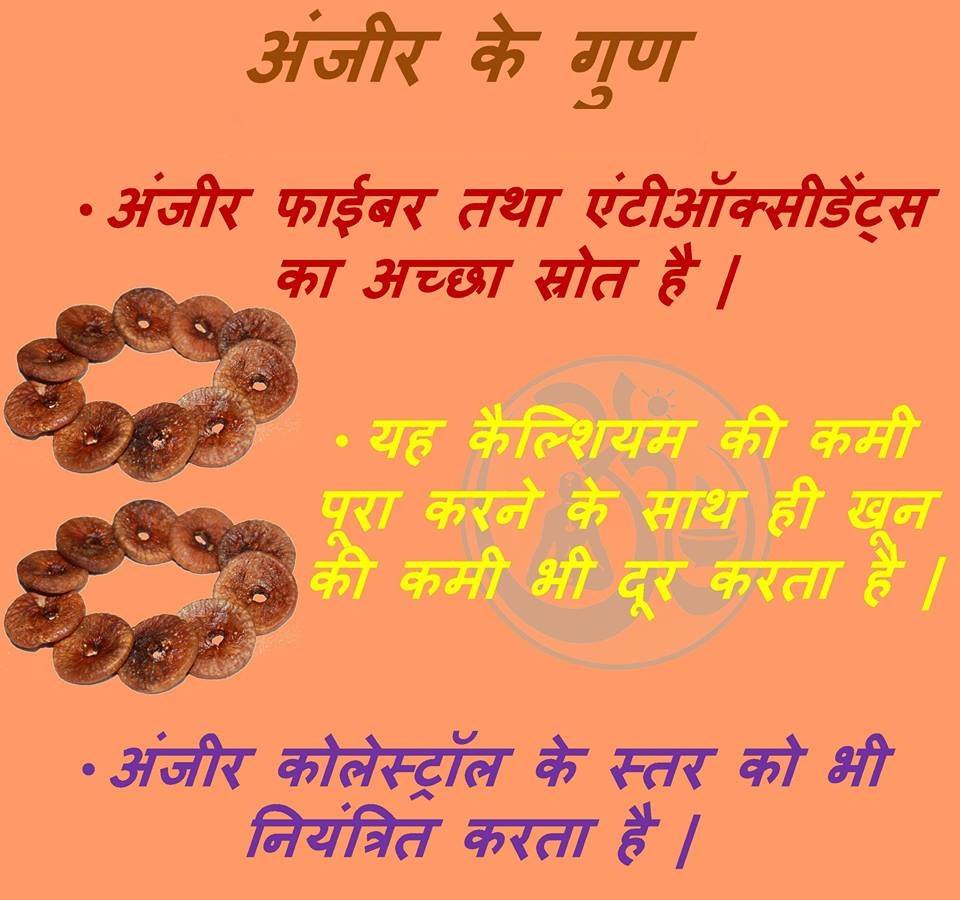 अंजीर के गुण
• अंजीर फाईबर तथा एंटीऑक्सीडेंट्स
का अच्छा स्रोत है |
• यह कैल्शियम की कमी
पूरा करने के साथ ही खून
की कमी भी दूर करता है |
• अंजीर कोलेस्ट्रॉल के स्तर को भी
नियंत्रित करता है |